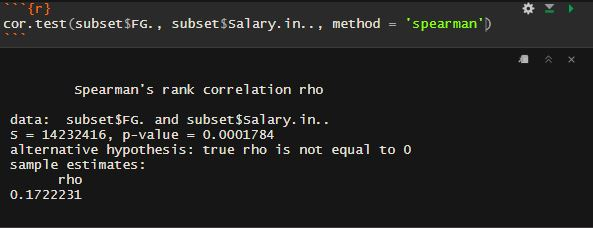 ```{r}
cor.test(subset$FG., subset$Salary.in.., method = 'spearman')
```
Spearman's rank correlation rho
data:  subset$FG. and subset$Salary.in..
S = 14232416, p-value = 0.0001784
alternative hypothesis: true rho is not equal to 0
sample estimates:
rho
0.1722231